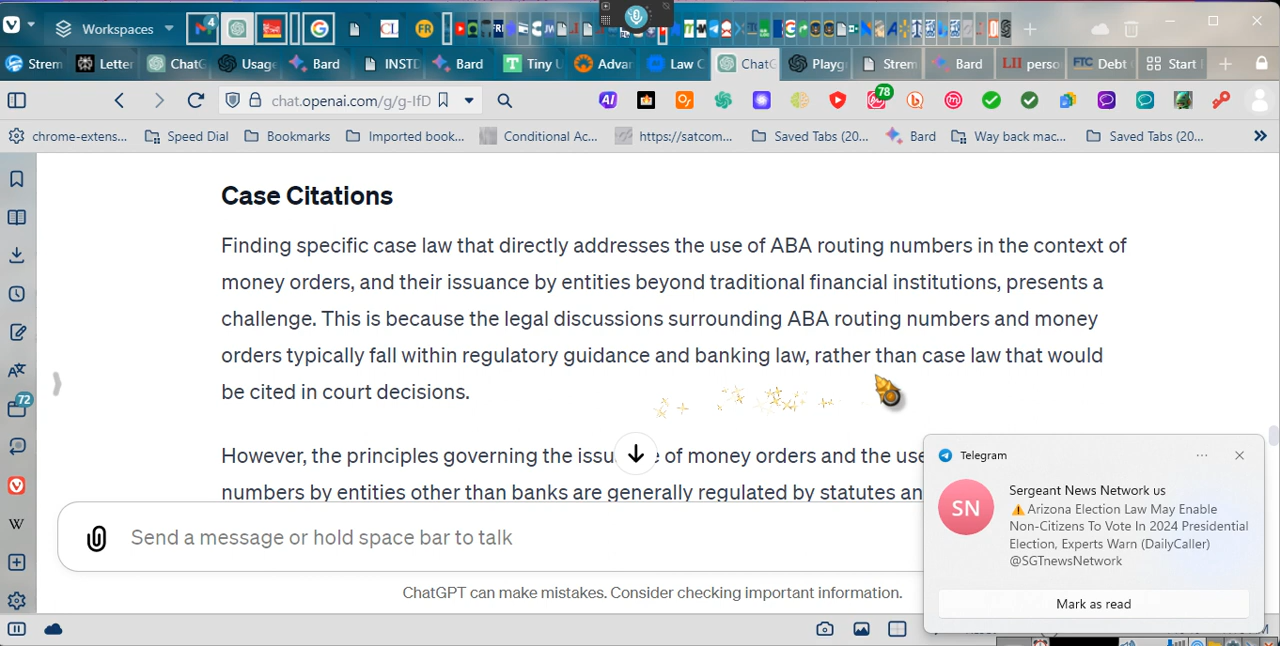 Workspaces
4
Strem
Letter
ChatG
Usage
Bard
INSTD
Bard
Tiny U
Advar
Law C
ChatG
Playg
Strem
Bard
LII perso
FTC Debt
Start
chat.openai.com/g/g-IfD
78
chrome-extens...
Speed Dial
Bookmarks
Imported book...
Conditional Ac...
https://satcom...
Saved Tabs (20...
Bard
Way back mac...
Saved Tabs (20...
72
Case Citations
Finding specific case law that directly addresses the use of ABA routing numbers in the context of
money orders, and their issuance by entities beyond traditional financial institutions, presents a
challenge. This is because the legal discussions surrounding ABA routing numbers and money
orders typically fall within regulatory guidance and banking law, rather than case law that would
be cited in court decisions.
However, the principles governing the issu e of money orders and the use
numbers by entities other than banks are generally regulated by statutes an
Send a message or hold space bar to talk
ChatGPT can make mistakes. Consider checking important information.
Telegram
SN
Sergeant News Network us
⚠️Arizona Election Law May Enable
Non-Citizens To Vote In 2024 Presidential
Election, Experts Warn (DailyCaller)
@SGTnewsNetwork
Mark as read